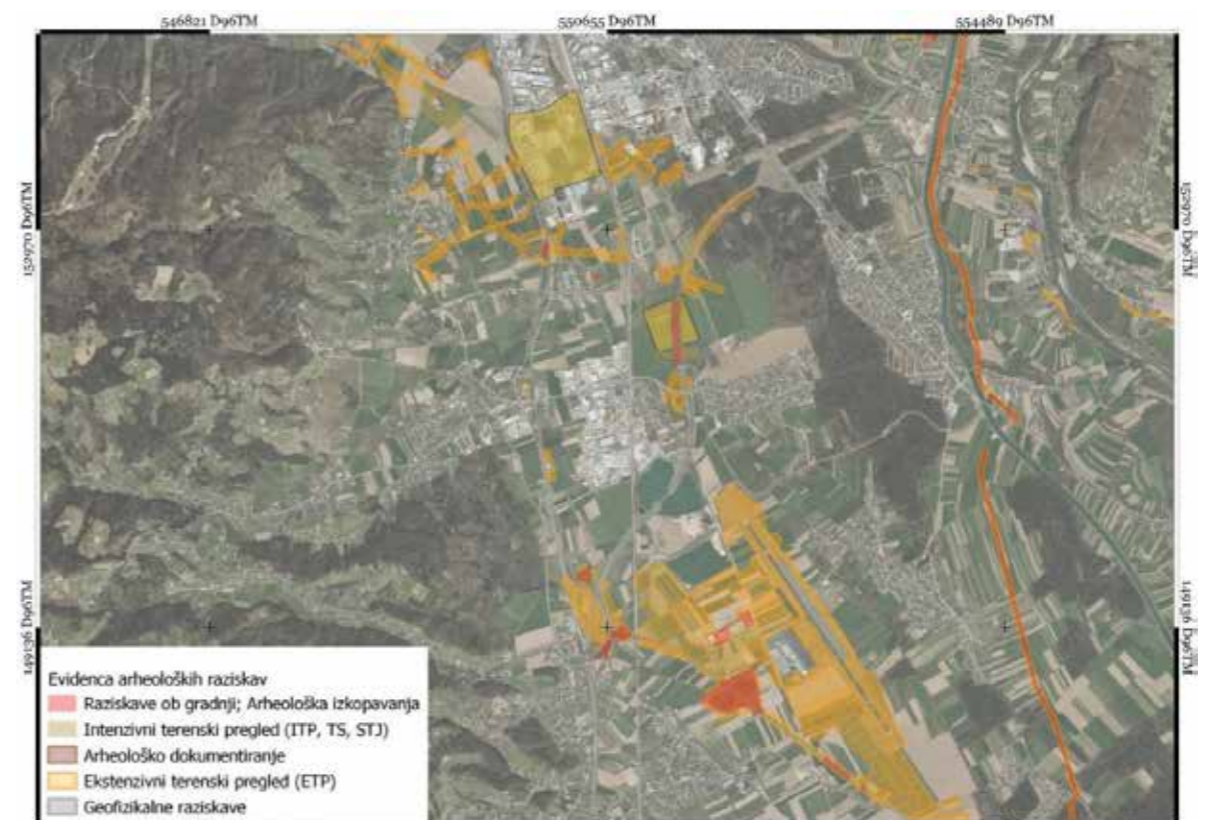 546821 D96TM
550655 D96TM
554489 D96TM
152970 D96TM
152970 D96TM
149136 D96TM
149136 D96TM
Evidenca arheoloških raziskav
Raziskave ob gradnji; Arheološka izkopavanja
Intenzivni terenski pregled (ITP, TS, STJ)
Arheološko dokumentiranje
Ekstenzivni terenski pregled (ETP)
Geofizikalne raziskave